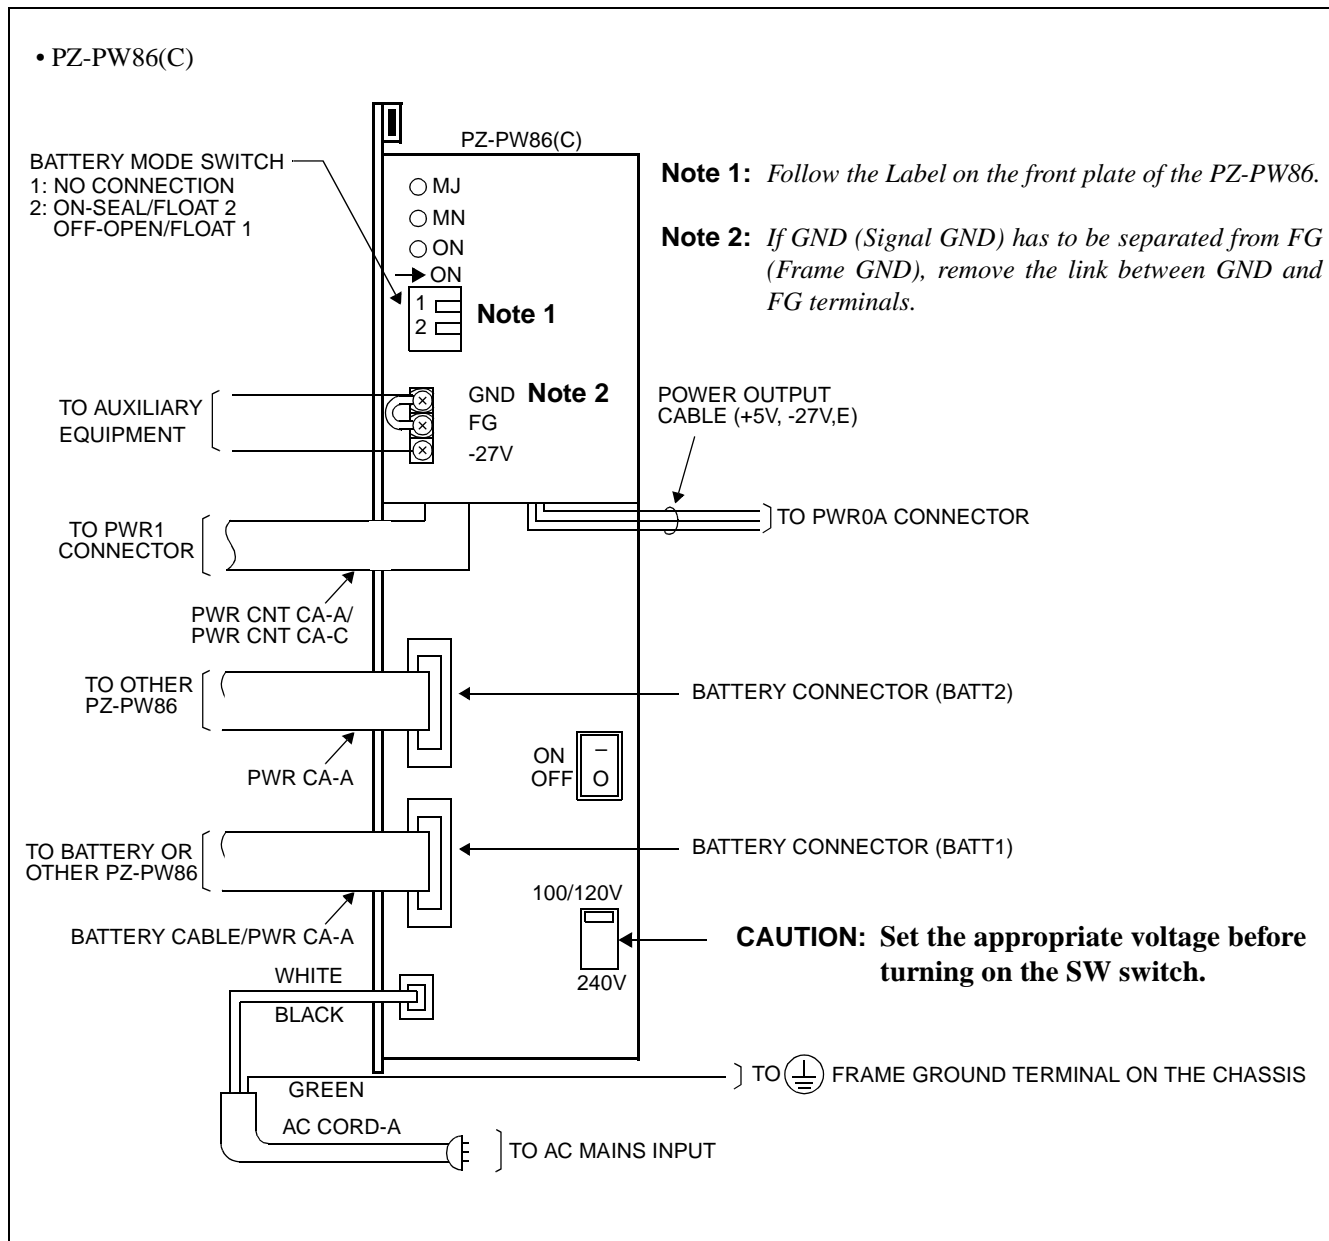 • PZ-PW86(C)
PZ-PW86(C)
BATTERY MODE SWITCH
1: NO CONNECTION
2: ON-SEAL/FLOAT 2
OFF-OPEN/FLOAT 1
MJ
MN
ON
ON
1
2
Note 1
Note 1: Follow the Label on the front plate of the PZ-PW86.
Note 2: If GND (Signal GND) has to be separated from FG
(Frame GND), remove the link between GND and
FG terminals.
TO AUXILIARY
EQUIPMENT
GND Note 2
FG
-27V
POWER OUTPUT
CABLE (+5V, -27V,E)
TO PWR1
CONNECTOR
TO PWR0A CONNECTOR
PWR CNT CA-A/
PWR CNT CA-C
TO OTHER
PZ-PW86
BATTERY CONNECTOR (BATT2)
PWR CA-A
ON
OFF
–
O
TO BATTERY OR
OTHER PZ-PW86
BATTERY CONNECTOR (BATT1)
BATTERY CABLE/PWR CA-A
100/120V
240V
CAUTION: Set the appropriate voltage before
turning on the SW switch.
WHITE
BLACK
GREEN
TO FRAME GROUND TERMINAL ON THE CHASSIS
AC CORD-A
TO AC MAINS INPUT